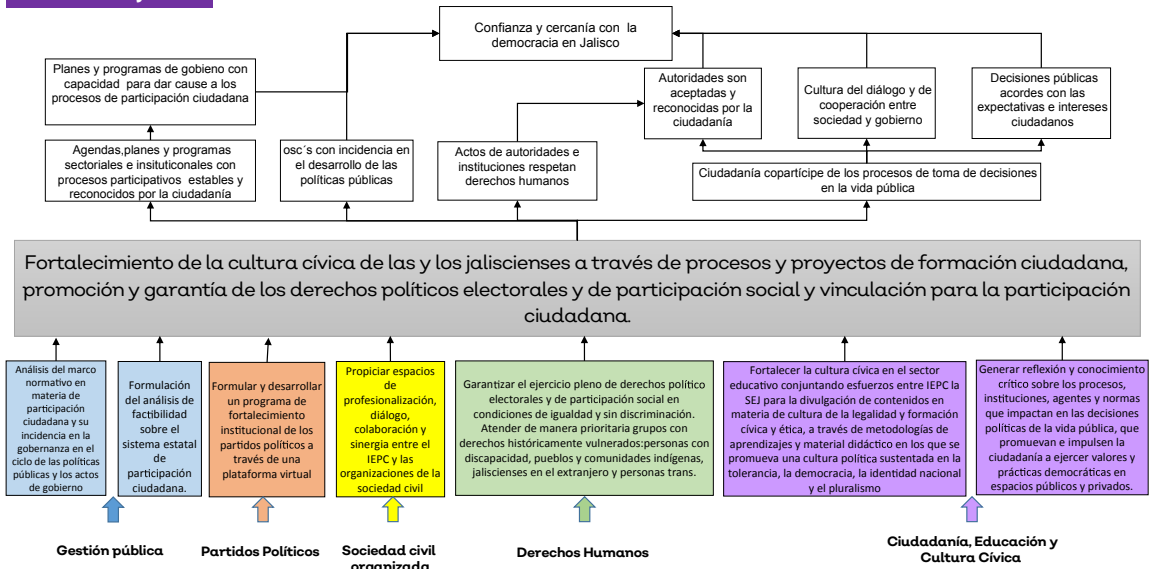 Confianza y cercanía con la
democracia en Jalisco
Planes y programas de gobieno con
capacidad para dar cause a los
procesos de participación ciudadana
Autoridades son
aceptadas y
reconocidas por la
ciudadanía
Cultura del diálogo y de
cooperación entre
sociedad y gobierno
Decisiones públicas
acordes con las
expectativas e intereses
ciudadanos
Agendas,planes y programas
sectoriales e insituticonales con
procesos participativos estables y
reconocidos por la ciudadanía
osc´s con incidencia en
el desarrollo de las
políticas públicas
Actos de autoridades e
instituciones respetan
derechos humanos
Ciudadanía copartícipe de los procesos de toma de decisiones
en la vida pública
Fortalecimiento de la cultura cívica de las y los jaliscienses a través de procesos y proyectos de formación ciudadana,
promoción y garantía de los derechos políticos electorales y de participación social y vinculación para la participación
ciudadana.
Análisis del marco
normativo en
materia de
participación
ciudadana y su
incidencia en la
gobernanza en el
ciclo de las políticas
públicas y los actos
de gobierno
Formulación
del análisis de
factibilidad
sobre el
sistema estatal
de
participación
ciudadana.
Formular y desarrollar
un programa de
fortalecimiento
institucional de los
partidos políticos a
través de una
plataforma virtual
Propiciar espacios
de
profesionalización,
diálogo,
colaboración y
sinergia entre el
IEPC y las
organizaciones de la
sociedad civil
Garantizar el ejercicio pleno de derechos político
electorales y de participación social en
condiciones de igualdad y sin discriminación.
Atender de manera prioritaria grupos con
derechos históricamente vulnerados:personas con
discapacidad, pueblos y comunidades indígenas,
jaliscienses en el extranjero y personas trans.
Fortalecer la cultura cívica en el sector
educativo conjuntando esfuerzos entre IEPC la
SEJ para la divulgación de contenidos en
materia de cultura de la legalidad y formación
cívica y ética, a través de metodologías de
aprendizajes y material didáctico en los que se
promueva una cultura política sustentada en la
tolerancia, la democracia, la identidad nacional
y el pluralismo
Generar reflexión y conocimiento
crítico sobre los procesos,
instituciones, agentes y normas
que impactan en las decisiones
políticas de la vida pública, que
promuevan e impulsen la
ciudadanía a ejercer valores y
prácticas democráticas en
espacios públicos y privados.
Gestión pública
Partidos Políticos
Sociedad civil
organizada
Derechos Humanos
Ciudadanía, Educación y
Cultura Cívica